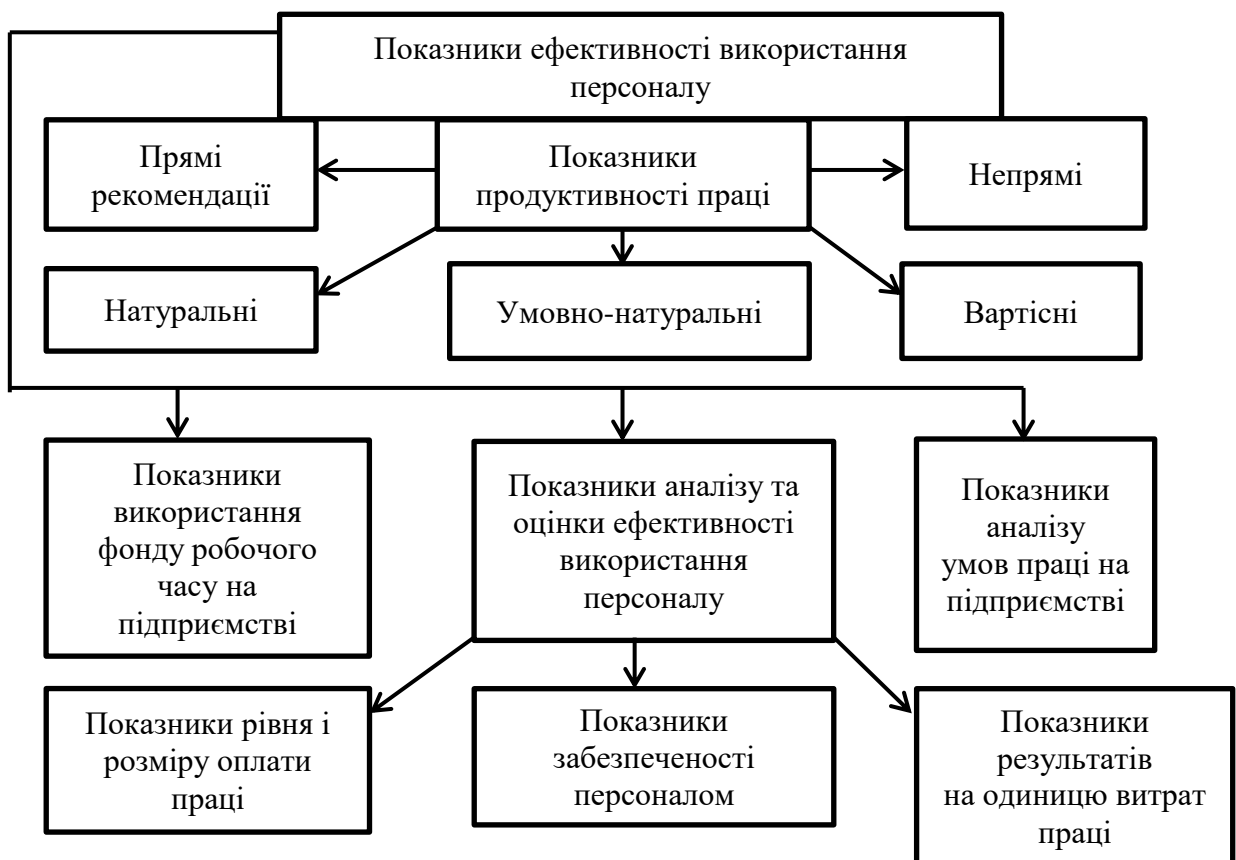 Показники ефективності використання
персоналу
Прямі
рекомендації
Показники
продуктивності праці
Непрямі
Натуральні
Умовно-натуральні
Вартісні
Показники
використання
фонду робочого
часу на
підприємстві
Показники аналізу та
оцінки ефективності
використання
персоналу
Показники
аналізу
умов праці на
підприємстві
Показники рівня і
розміру оплати
праці
Показники
забезпеченості
персоналом
Показники
результатів
на одиницю витрат
праці